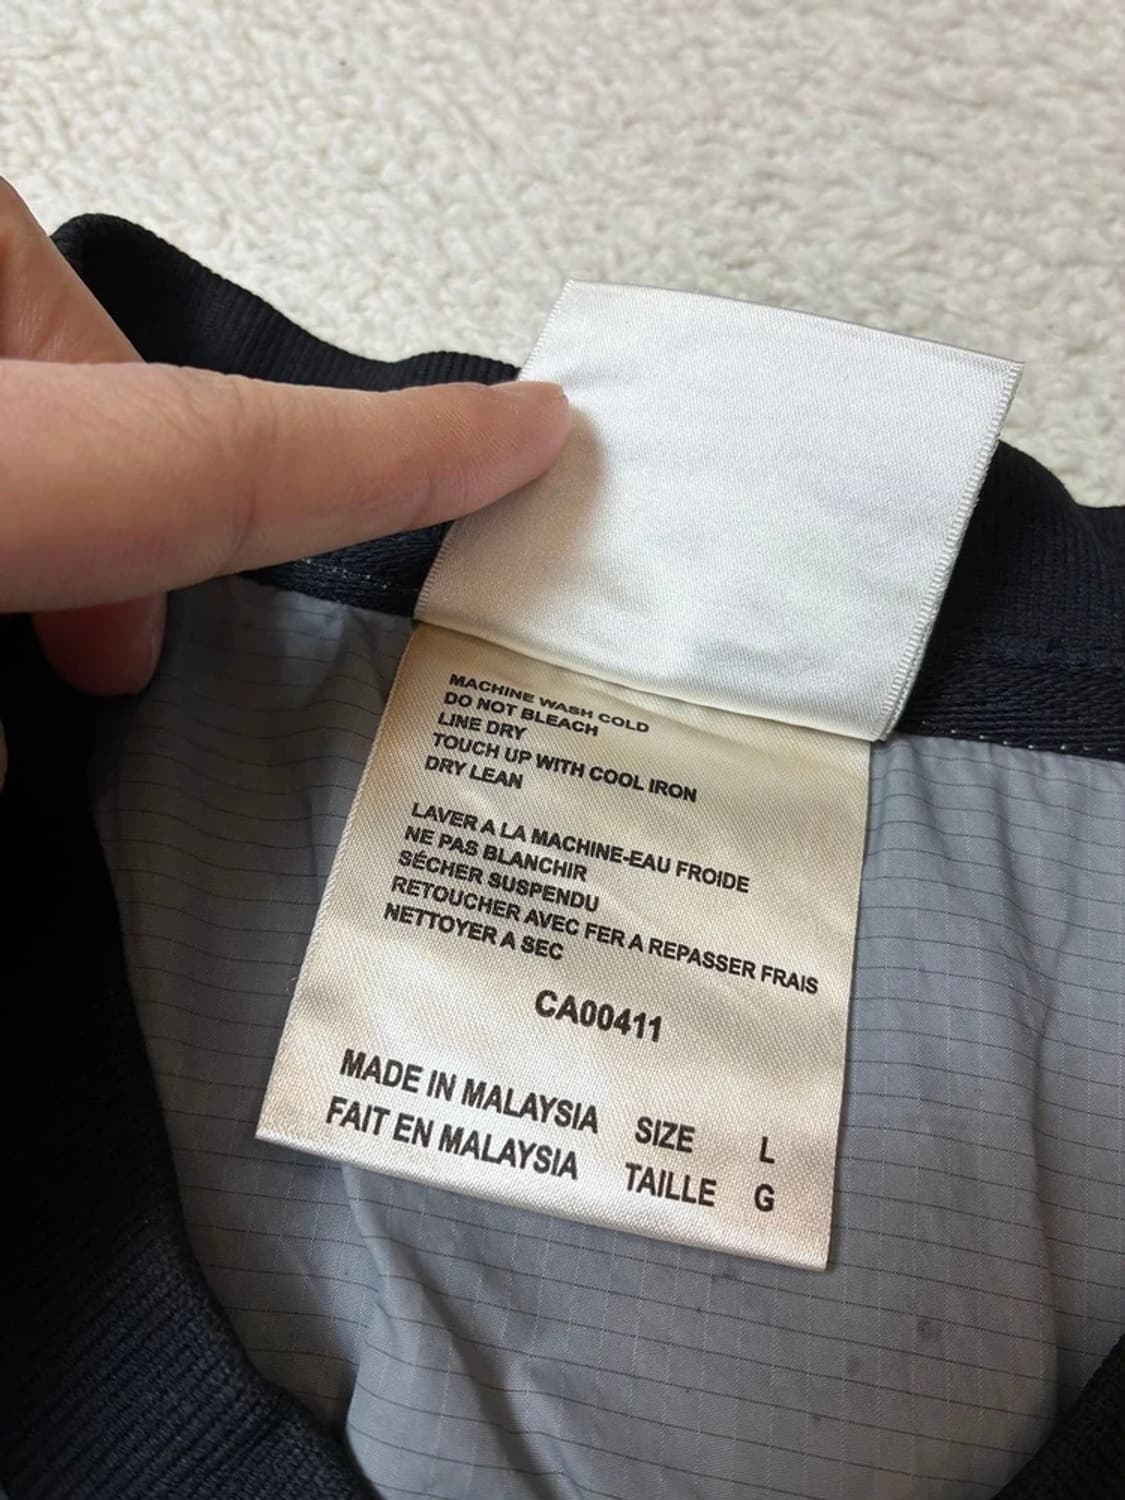 MACHINE WASH COLD
DO NOT BLEACH
LINE DRY
TOUCH UP WITH COOL IRON
DRY LEAN
LAVER A LA MACHINE-EAU FROIDE
NE PAS BLANCHIR
SÉCHER SUSPENDU
RETOUCHER AVEC FER A REPASSER FRAIS
NETTOYER A SEC
CA00411
MADE IN MALAYSIA SIZE L
FAIT EN MALAYSIA TAILLE G